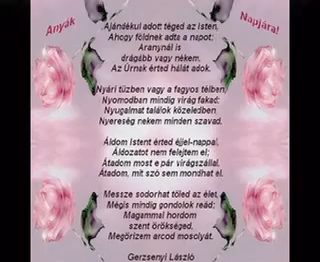 Anyák
Napjára!
Ajándékul adott téged az Isten,
Ahogy földnek adta a napot;
Aranynál is
drágább vagy nékem,
Az Úrnak érted hálát adok.
Nyári tűzben vagy a fagyos télben
Nyomodban mindig virág fakad;
Nyugalmat találok közeledben
Nyereség nekem minden szavad.
Áldom Istent érted éjjel-nappal,
Áldozatot nem felejtem el;
Átadom most e pár virágszállal,
Átadom, mit szó sem mondhat el.
Messze sodorhat tőled az élet,
Mégis mindig gondolok reád;
Magammal hordom
szent örökséged,
Megőrizem arcod mosolyát.
Gerzsenyi László